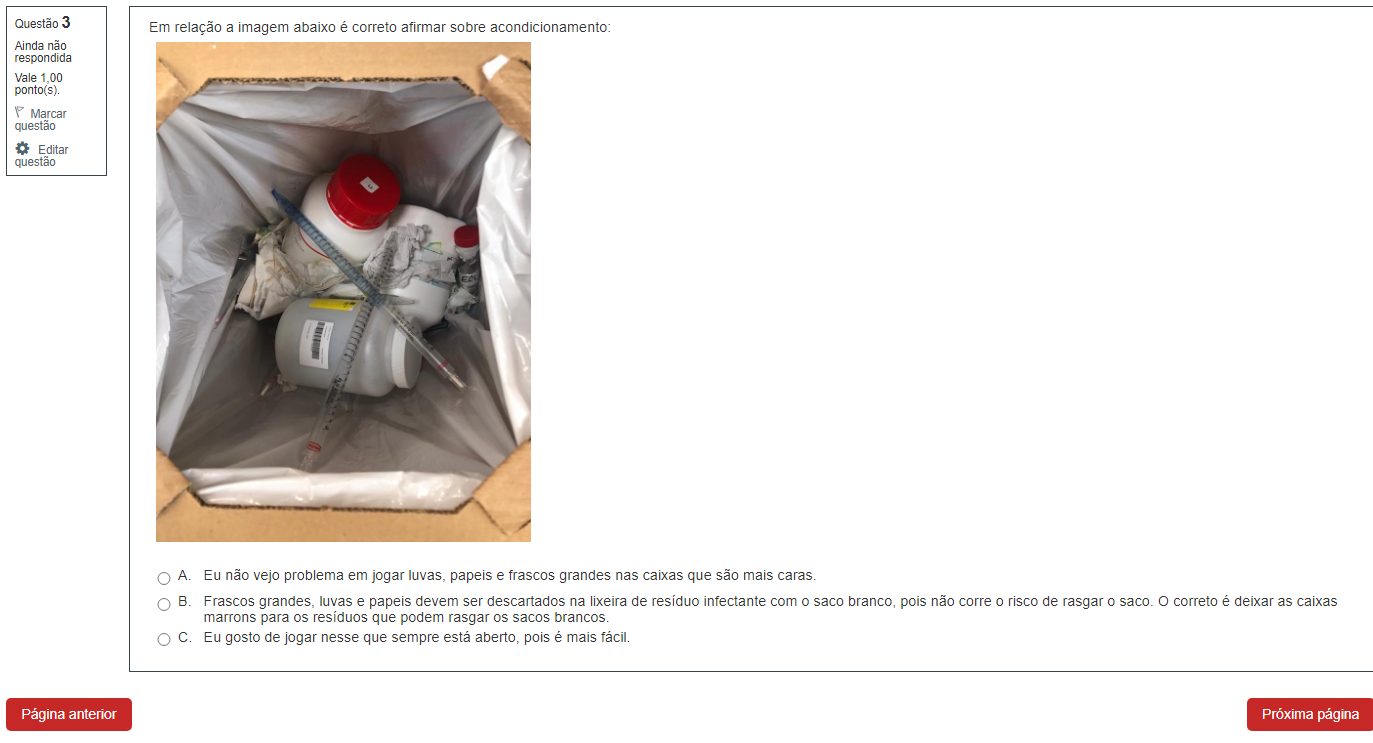 Questão 3
Ainda não
respondida
Vale 1,00
ponto(s).
Marcar
questão
Editar
questão
Em relação a imagem abaixo é correto afirmar sobre acondicionamento:
A. Eu não vejo problema em jogar luvas, papeis e frascos grandes nas caixas que são mais caras.
B. Frascos grandes, luvas e papeis devem ser descartados na lixeira de resíduo infectante com o saco branco, pois não corre o risco de rasgar o saco. O correto é deixar as caixas
marrons para os resíduos que podem rasgar os sacos brancos.
C. Eu gosto de jogar nesse que sempre está aberto, pois é mais fácil.
Página anterior
Próxima página